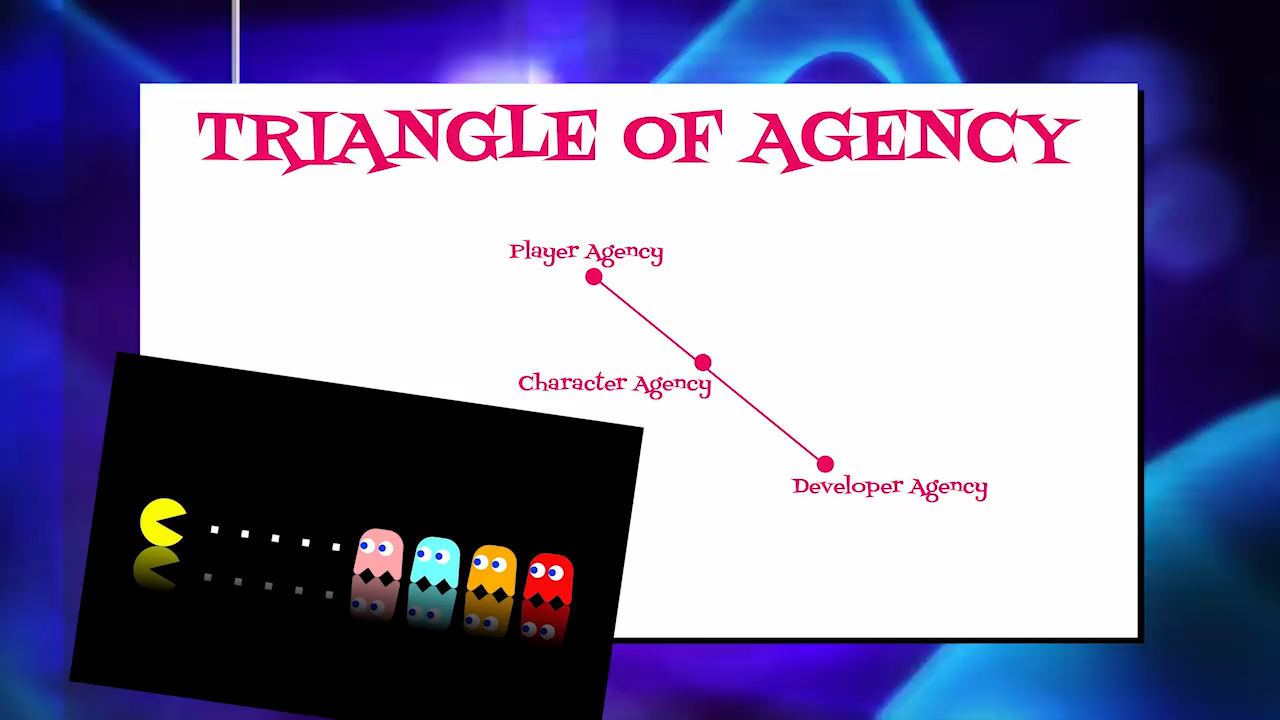 TRIANGLE OF AGENCY
Player Agency
Character Agency
Developer Agency